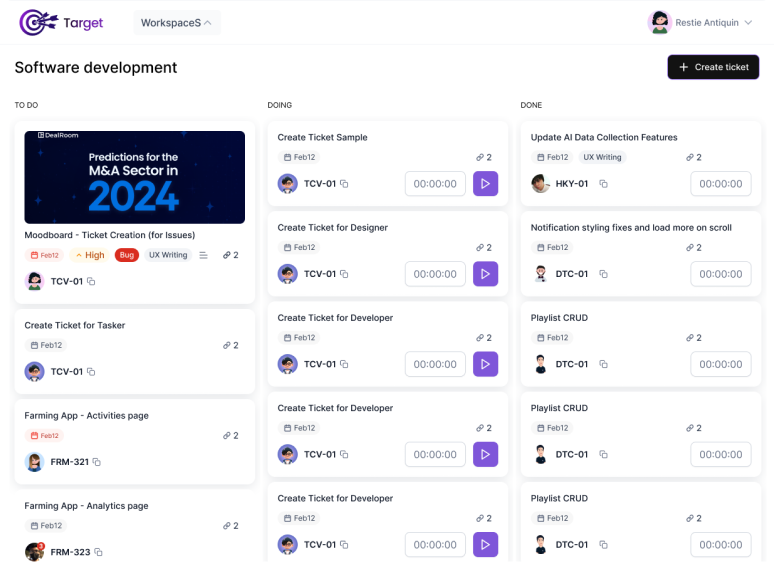 Target
WorkspaceS
Restie Antiquin
Software development
+ Create ticket
TO DO
DealRoom
Predictions for the
M&A Sector in
2024
Moodboard - Ticket Creation (for Issues)
Feb12 High Bug UX Writing 2
TCV-01
Create Ticket for Tasker
Feb12 2
TCV-01
Farming App - Activities page
Feb12 2
FRM-321
Farming App - Analytics page
Feb12 2
FRM-323
DOING
Create Ticket Sample
Feb12 2
TCV-01 00:00:00
Create Ticket for Designer
Feb12 2
TCV-01 00:00:00
Create Ticket for Developer
Feb12 2
TCV-01 00:00:00
Create Ticket for Developer
Feb12 2
TCV-01 00:00:00
Create Ticket for Developer
Feb12 2
TCV-01 00:00:00
DONE
Update AI Data Collection Features
Feb12 UX Writing 2
HKY-01 00:00:00
Notification styling fixes and load more on scroll
Feb12 2
DTC-01 00:00:00
Playlist CRUD
Feb12 2
DTC-01 00:00:00
Playlist CRUD
Feb12 2
DTC-01 00:00:00
Playlist CRUD
Feb12 2
DTC-01 00:00:00